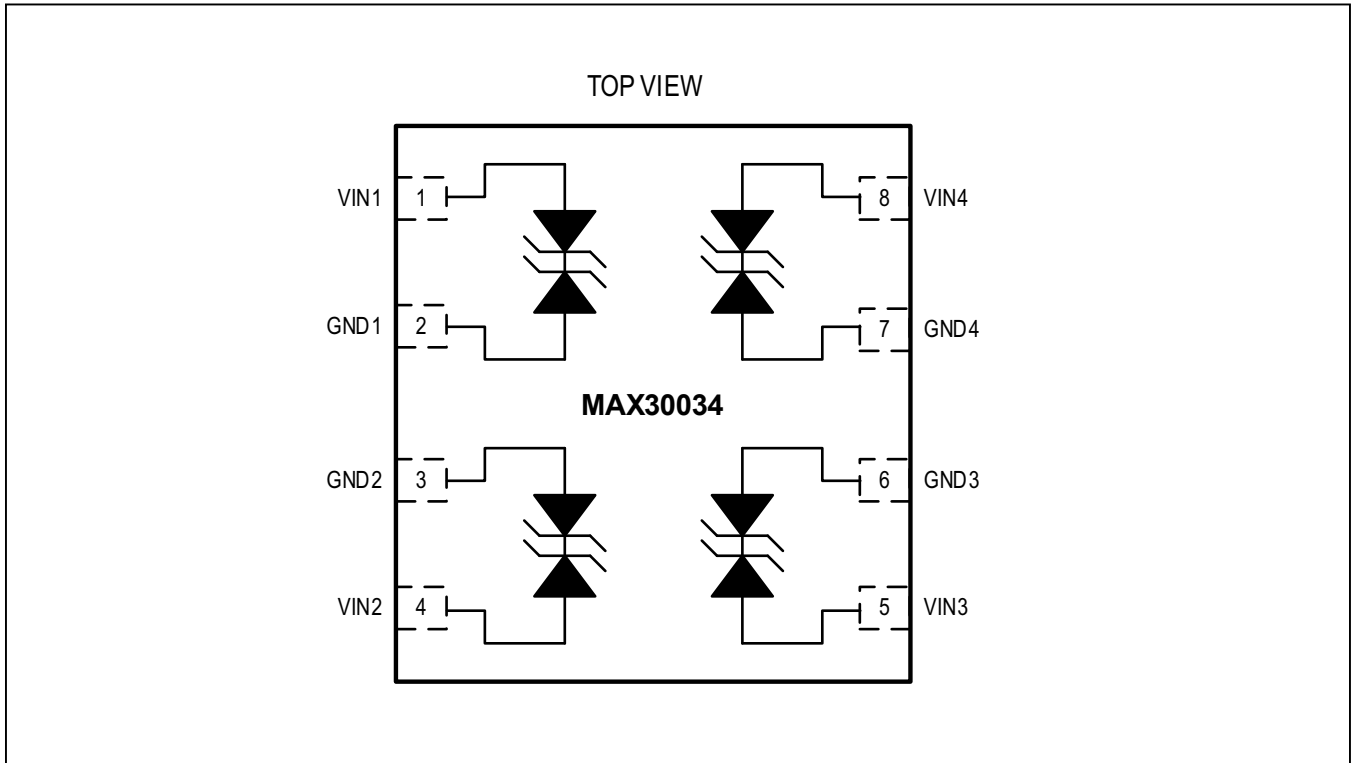 TOP VIEW
VIN1 1 8 VIN4
GND1 2 7 GND4
MAX30034
GND2 3 6 GND3
VIN2 4 5 VIN3